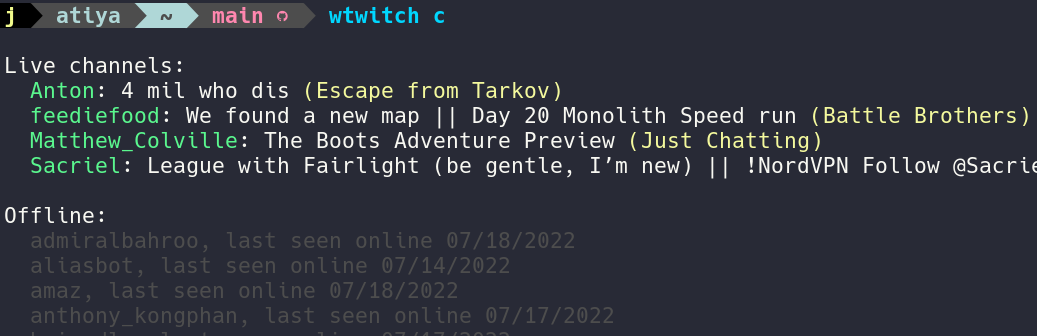 j atiya ~ main wtwitch c
Live channels:
Anton: 4 mil who dis (Escape from Tarkov)
feediefood: We found a new map || Day 20 Monolith Speed run (Battle Brothers)
Matthew_Colville: The Boots Adventure Preview (Just Chatting)
Sacriel: League with Fairlight (be gentle, I’m new) || !NordVPN Follow @Sacrie
Offline:
admiralbahroo, last seen online 07/18/2022
aliasbot, last seen online 07/14/2022
amaz, last seen online 07/18/2022
anthony_kongphan, last seen online 07/17/2022